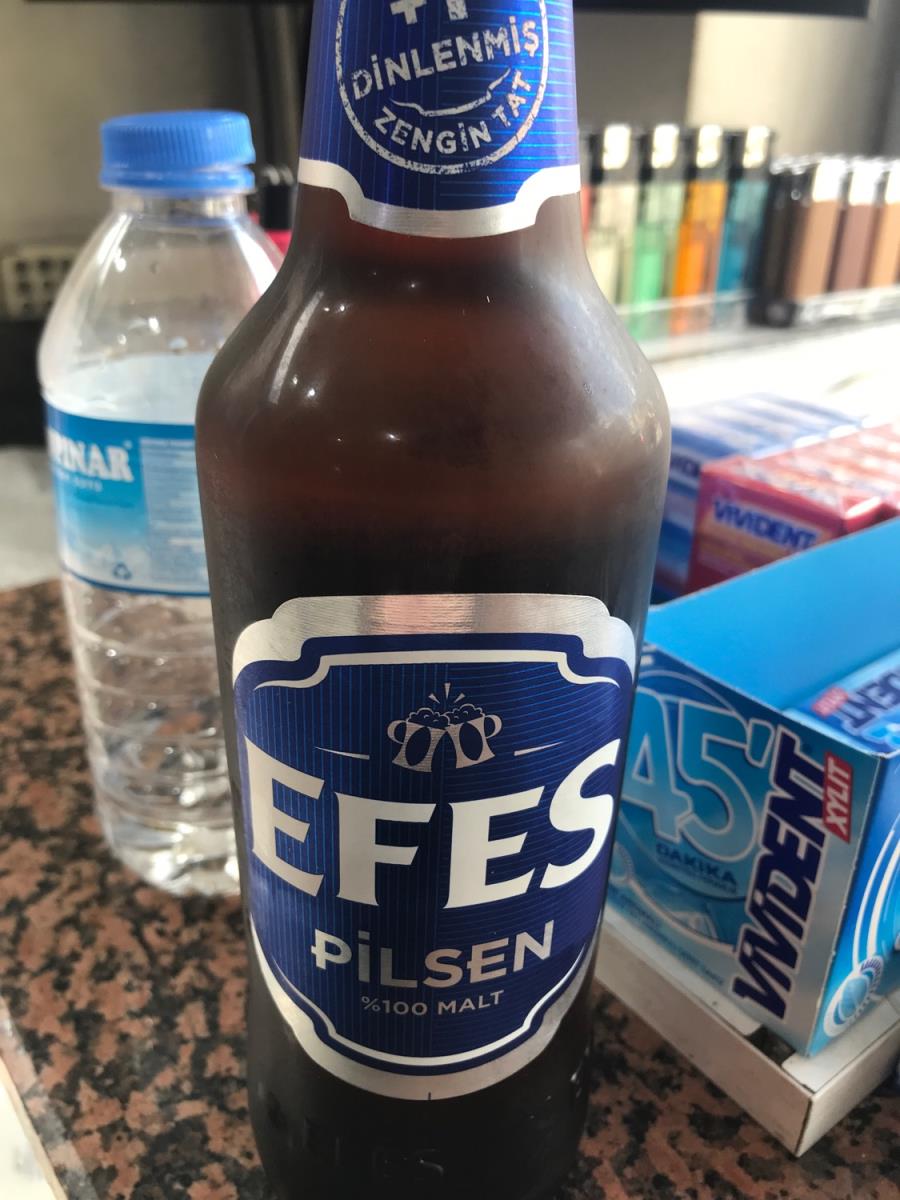 DİNLENMİŞ
ZENGİN TAT
EFES
PİLSEN
%100 MALT
PINAR
ViViDENT
45'
DAKİKA
ViViDENT
XYLIT